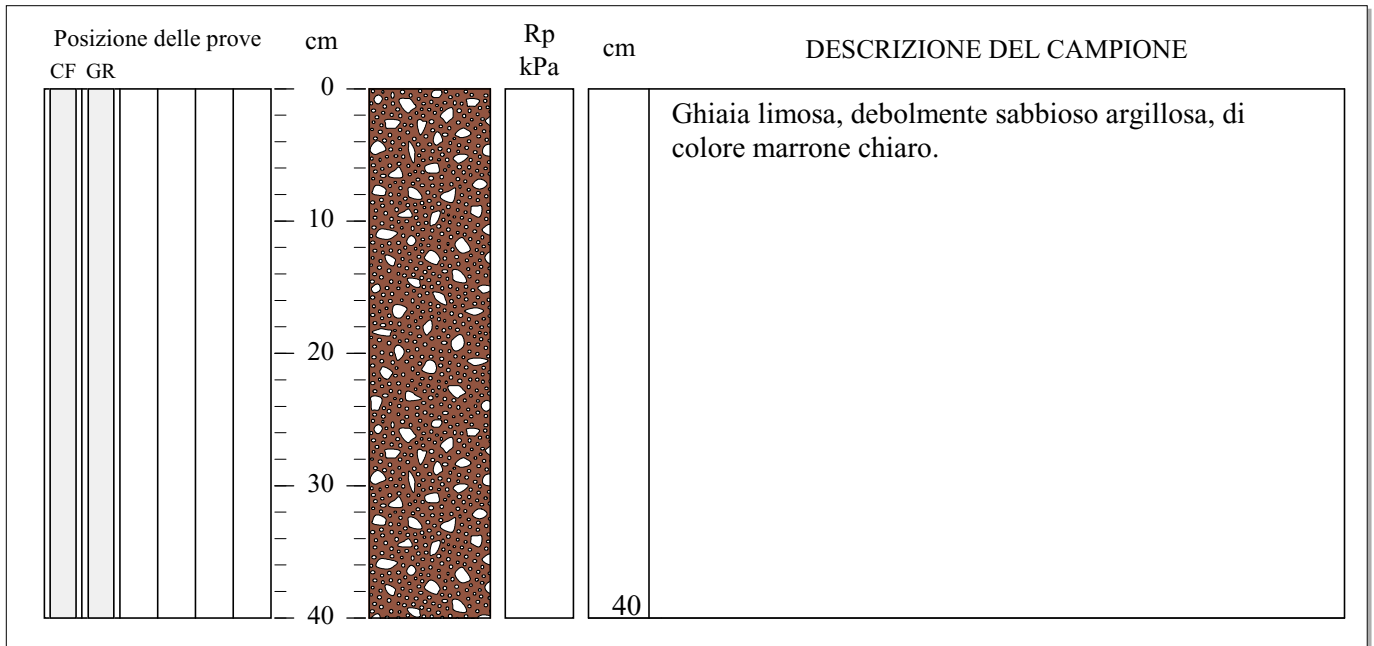 Posizione delle prove
CF GR
cm
Rp
kPa
cm
DESCRIZIONE DEL CAMPIONE
0
10
20
30
40
40
Ghiaia limosa, debolmente sabbioso argillosa, di
colore marrone chiaro.